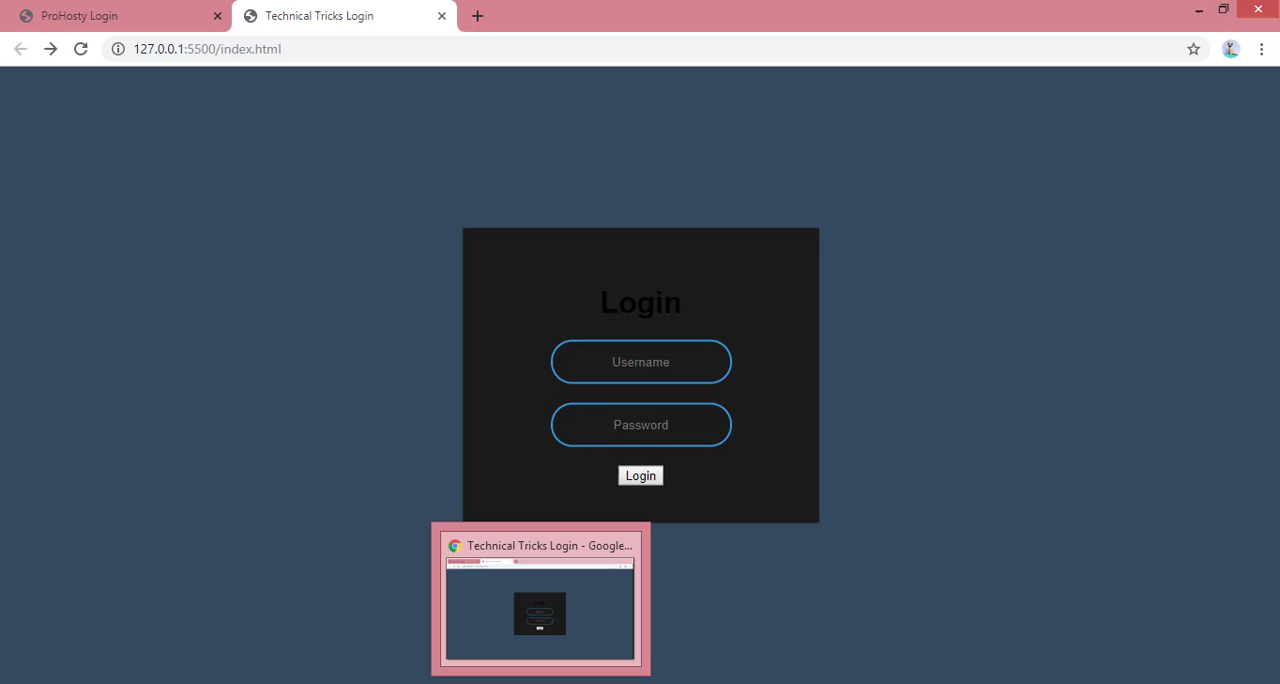 ProHosty Login
Technical Tricks Login
127.0.0.1:5500/index.html
Login
Username
Password
Login
Technical Tricks Login - Google...